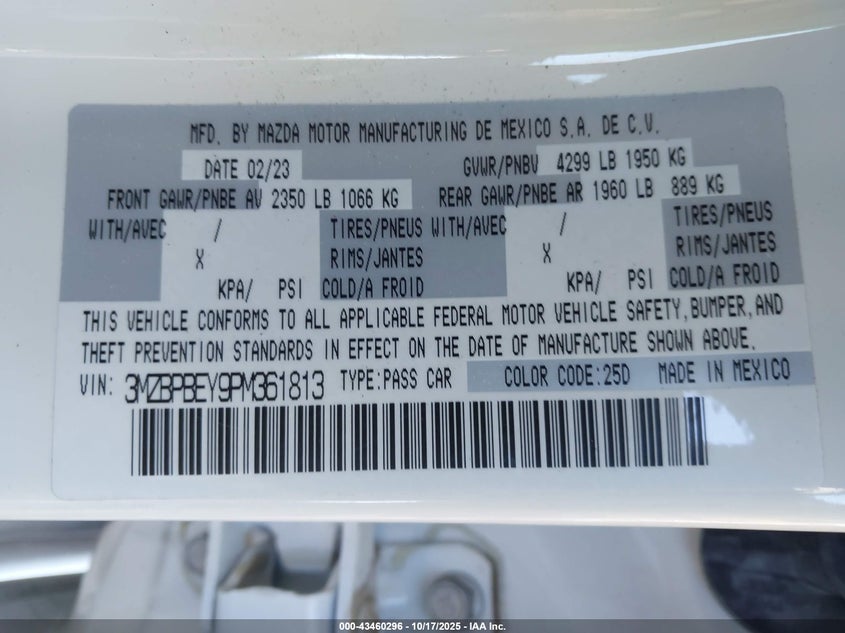 MFD. BY MAZDA MOTOR MANUFACTURING DE MEXICO S.A. DE C.V.
DATE 02/23 GVWR/PNBV 4299 LB 1950 KG
FRONT GAWR/PNBE AV 2350 LB 1066 KG REAR GAWR/PNBE AR 1960 LB 889 KG
WITH/AVEC / TIRES/PNEUS WITH/AVEC / TIRES/PNEUS
X RIMS/JANTES X RIMS/JANTES
KPA/ PSI COLD/A FROID KPA/ PSI COLD/A FROID
THIS VEHICLE CONFORMS TO ALL APPLICABLE FEDERAL MOTOR VEHICLE SAFETY,BUMPER,AND
THEFT PREVENTION STANDARDS IN EFFECT ON THE DATE OF MANUFACTURE SHOWN ABOVE.
VIN: 3MZBPBEY9PM361813 TYPE:PASS CAR COLOR CODE:25D MADE IN MEXICO
000-43460296 - 10/17/2025 - IAA Inc.